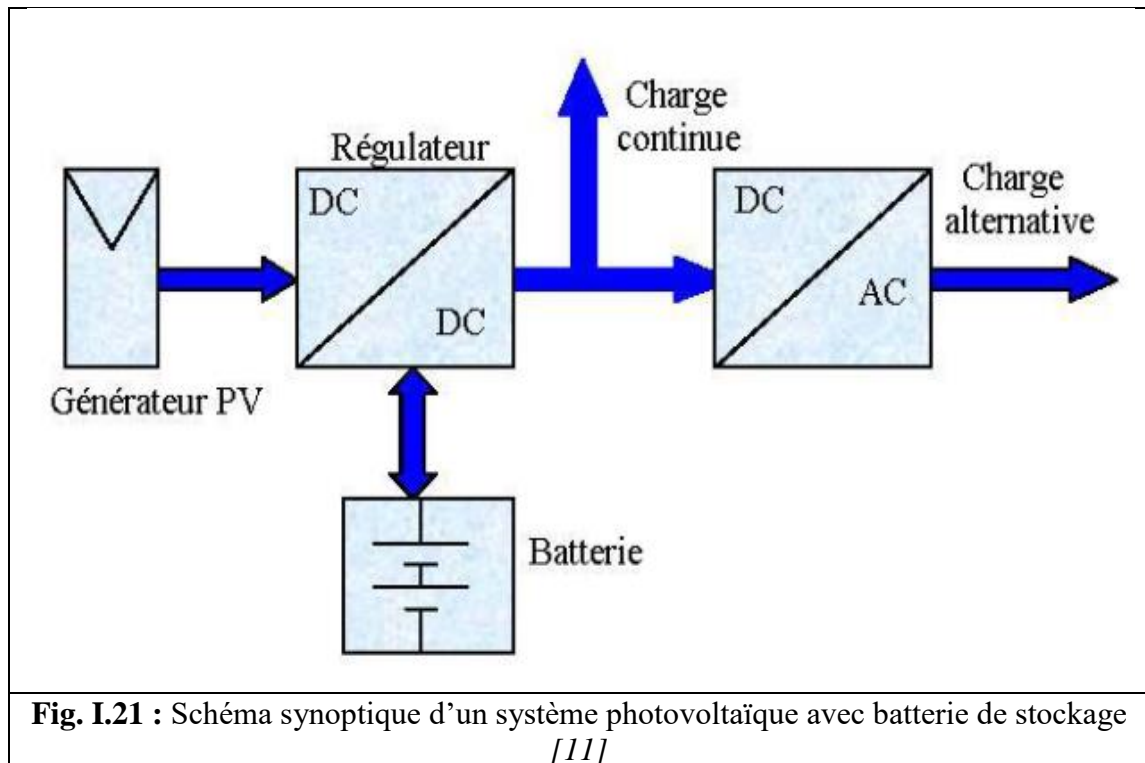 Charge
continue
Régulateur
DC
DC
DC
AC
Charge
alternative
Générateur PV
Batterie
Fig. I.21 : Schéma synoptique d’un système photovoltaïque avec batterie de stockage
[11]